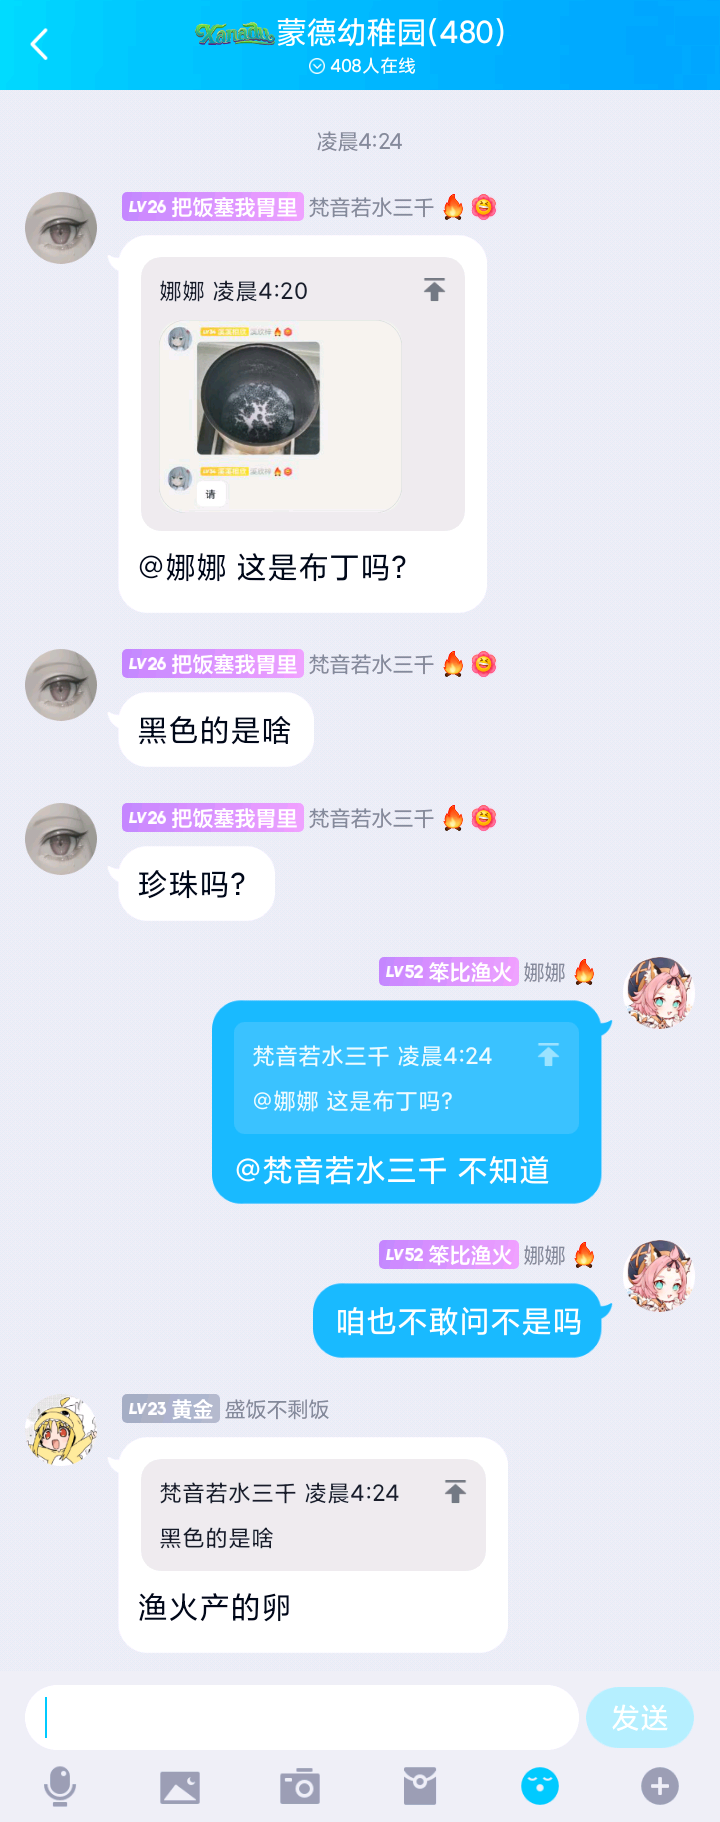 Xanadu蒙德幼稚园(480)
408人在线
凌晨4:24
LV26 把饭塞我胃里 梵音若水三千
娜娜 凌晨4:20
请
@娜娜 这是布丁吗?
LV26 把饭塞我胃里 梵音若水三千
黑色的是啥
LV26 把饭塞我胃里 梵音若水三千
珍珠吗?
LV52 笨比渔火 娜娜
梵音若水三千 凌晨4:24
@娜娜 这是布丁吗?
@梵音若水三千 不知道
LV52 笨比渔火 娜娜
咱也不敢问不是吗
LV23 黄金 盛饭不剩饭
梵音若水三千 凌晨4:24
黑色的是啥
渔火产的卵
发送